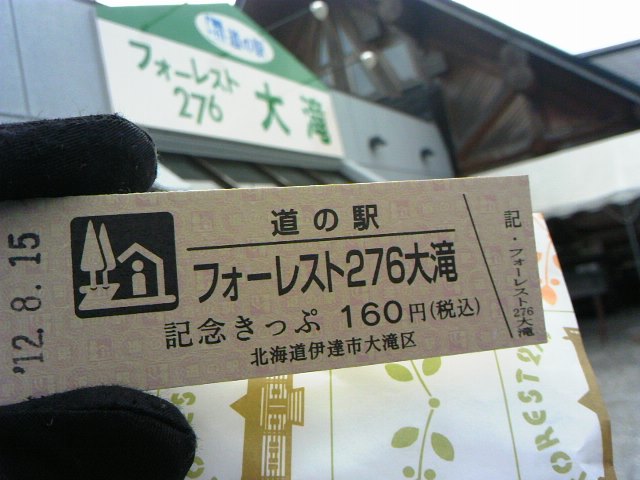 道の駅
フォーレスト
276 大滝
'12.8.15
道の駅
フォーレスト276大滝
記念きっぷ 160円(税込)
北海道伊達市大滝区
記・フォーレスト276大滝
FOREST 2